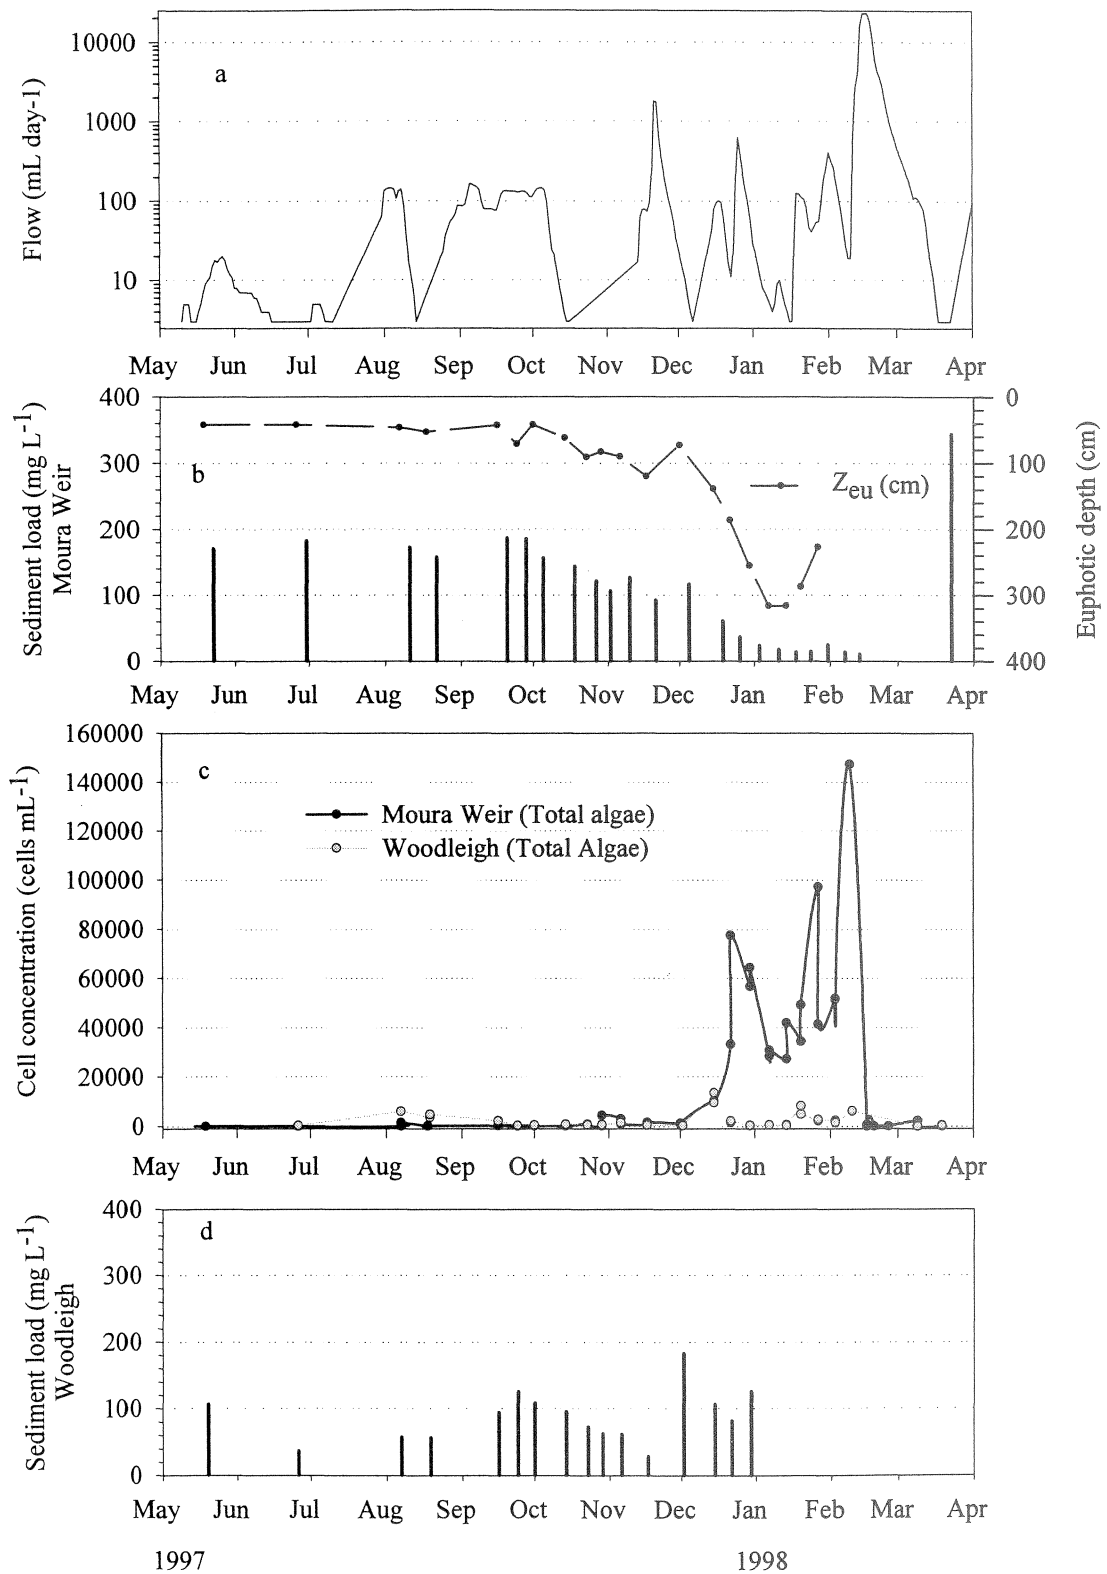 10000
1000
100
10
Flow (mL day-1)
a
May Jun Jul Aug Sep Oct Nov Dec Jan Feb Mar Apr
400
300
200
100
0
Sediment load (mg L-1)
Moura Weir
b
Zeu (cm)
0
100
200
300
400
Euphotic depth (cm)
May Jun Jul Aug Sep Oct Nov Dec Jan Feb Mar Apr
160000
140000
120000
100000
80000
60000
40000
20000
0
Cell concentration (cells mL-1)
c
Moura Weir (Total algae)
Woodleigh (Total Algae)
May Jun Jul Aug Sep Oct Nov Dec Jan Feb Mar Apr
400
300
200
100
0
Sediment load (mg L-1)
Woodleigh
d
May Jun Jul Aug Sep Oct Nov Dec Jan Feb Mar Apr
1997 1998